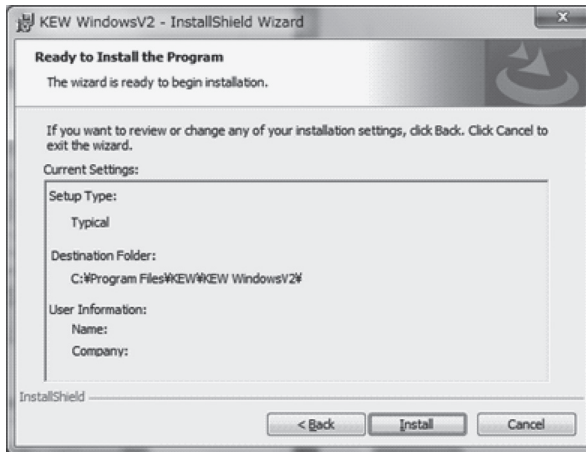 KEW WindowsV2 - InstallShield Wizard
Ready to Install the Program
The wizard is ready to begin installation.
If you want to review or change any of your installation settings, click Back. Click Cancel to
exit the wizard.
Current Settings:
Setup Type:
Typical
Destination Folder:
C:¥Program Files¥KEW¥KEW WindowsV2¥
User Information:
Name:
Company:
InstallShield
< Back
Install
Cancel